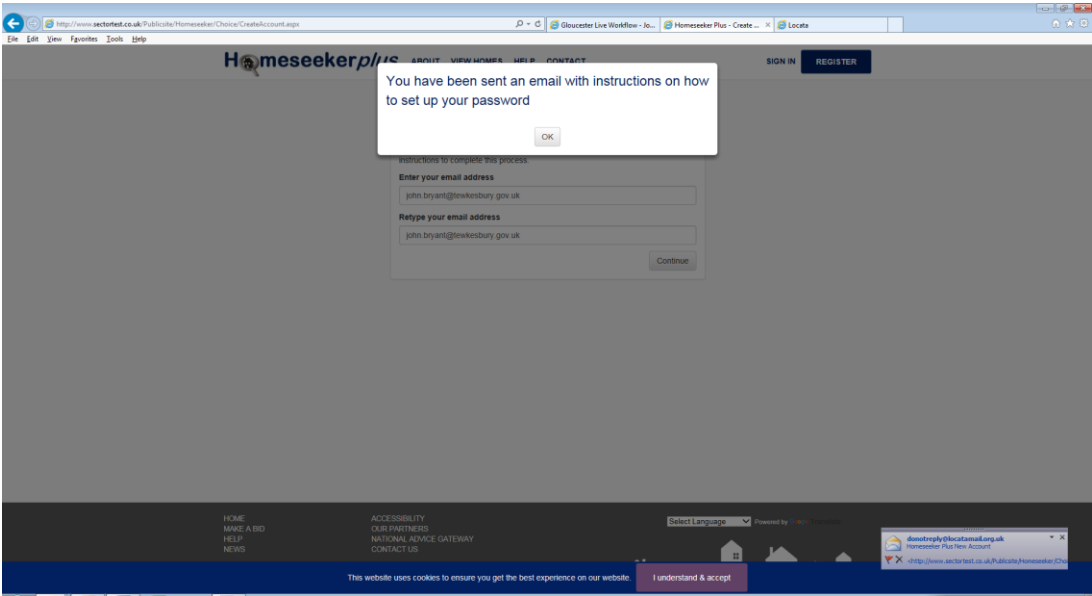 http://www.sectortest.co.uk/Publicsite/Homeseeker/Choice/CreateAccount.aspx
Gloucester Live Workflow - Jo...
Homeseeker Plus - Create ...
Locata
File Edit View Favorites Tools Help
Homeseekerplus
ABOUT VIEW HOMES HELP CONTACT
SIGN IN
REGISTER
You have been sent an email with instructions on how
to set up your password
OK
instructions to complete this process.
Enter your email address
john.bryant@tewkesbury.gov.uk
Retype your email address
john.bryant@tewkesbury.gov.uk
Continue
HOME
MAKE A BID
HELP
NEWS
ACCESSIBILITY
OUR PARTNERS
NATIONAL ADVICE GATEWAY
CONTACT US
Select Language
Powered by
donotreply@locatamail.org.uk
Homeseeker Plus New Account
<http://www.sectortest.co.uk/Publicsite/Homeseeker/Cho
This website uses cookies to ensure you get the best experience on our website.
I understand & accept